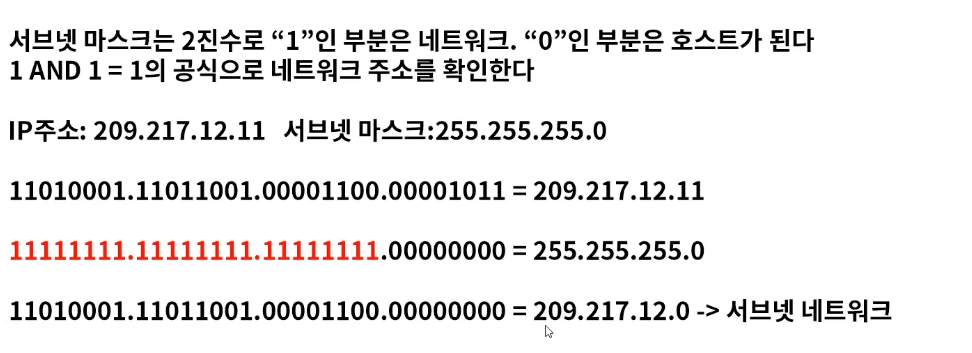 서브넷 마스크는 2진수로 “1”인 부분은 네트워크. “0”인 부분은 호스트가 된다
1 AND 1 = 1의 공식으로 네트워크 주소를 확인한다
IP주소: 209.217.12.11 서브넷 마스크:255.255.255.0
11010001.11011001.00001100.00001011 = 209.217.12.11
11111111.11111111.11111111.00000000 = 255.255.255.0
11010001.11011001.00001100.00000000 = 209.217.12.0 -> 서브넷 네트워크